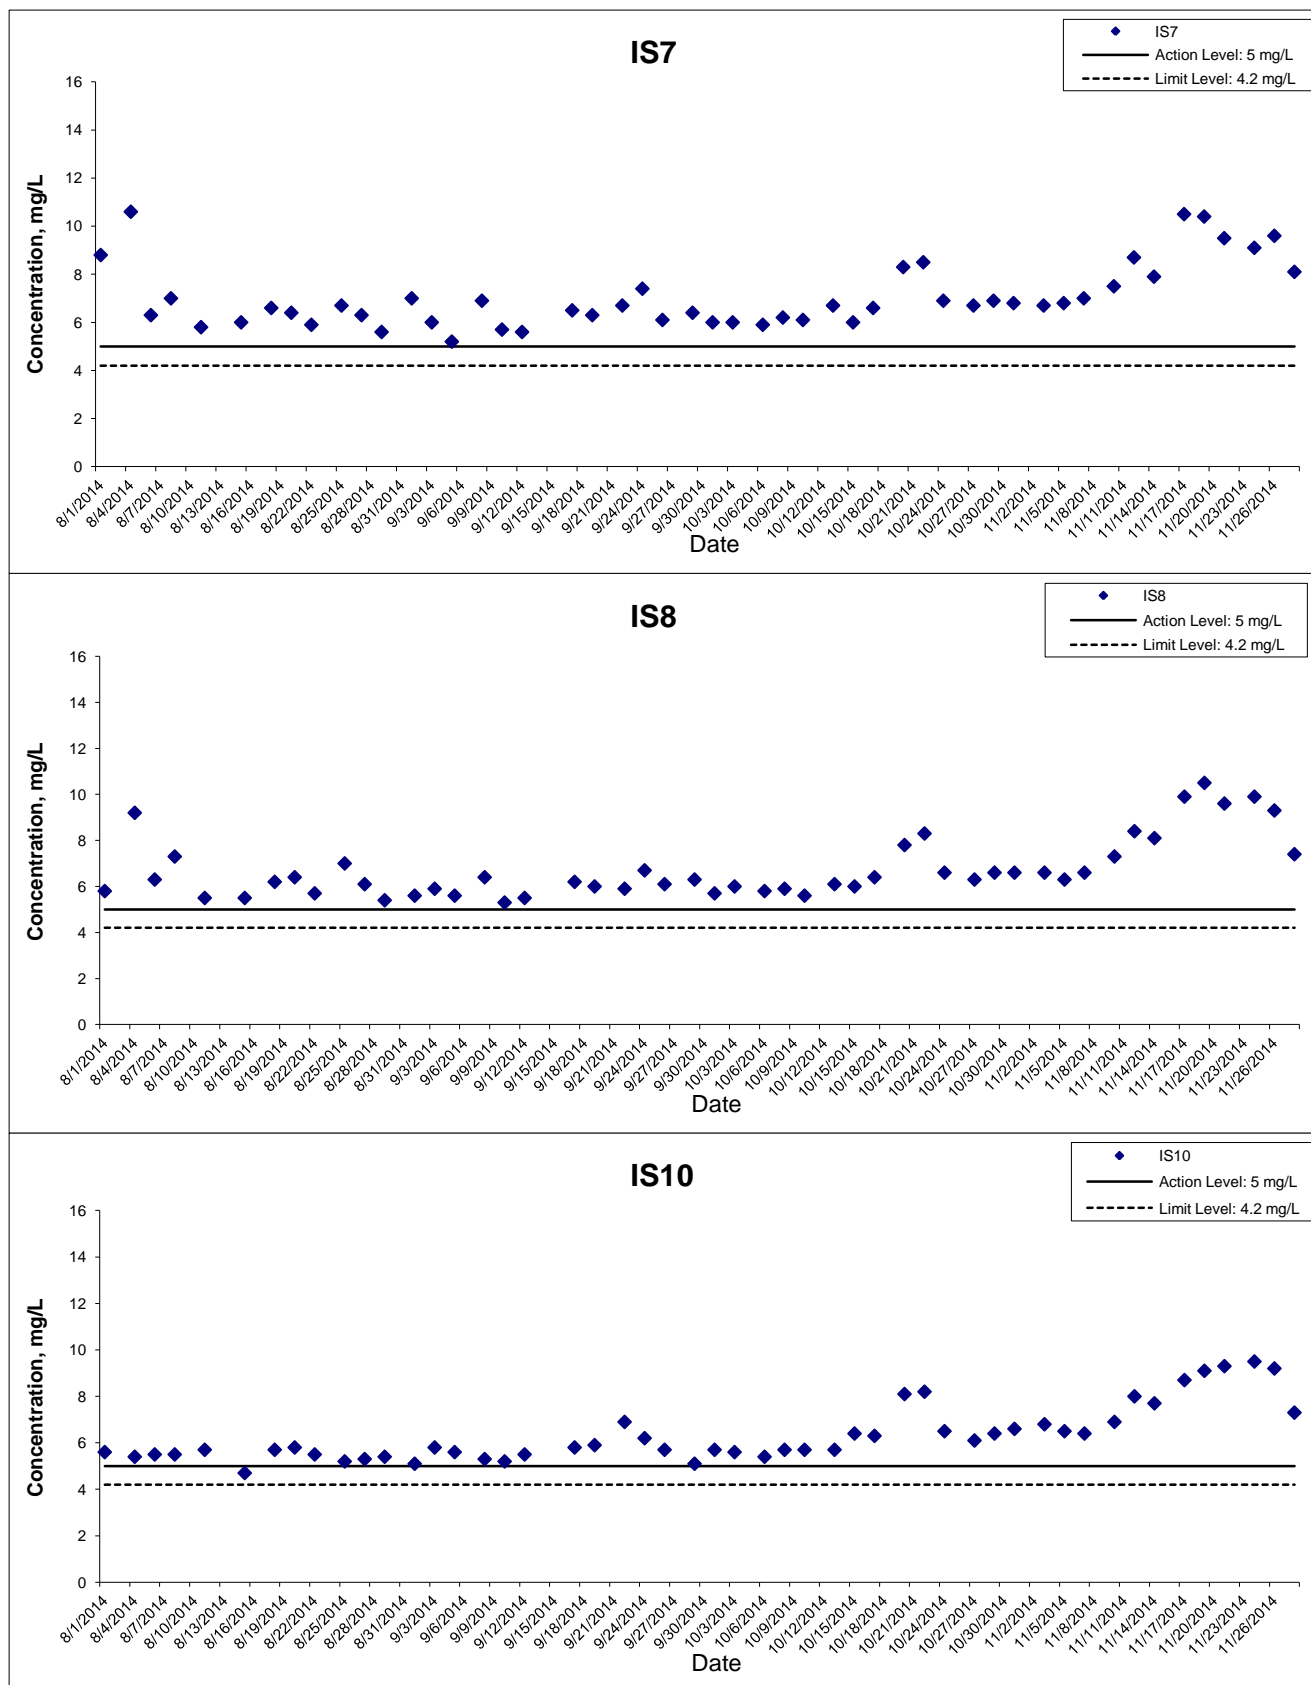 IS7
IS7
Action Level: 5 mg/L
Limit Level: 4.2 mg/L
Concentration, mg/L
16
14
12
10
8
6
4
2
0
8/1/2014 8/4/2014 8/7/2014 8/10/2014 8/13/2014 8/16/2014 8/19/2014 8/22/2014 8/25/2014 8/28/2014 8/31/2014 9/3/2014 9/6/2014 9/9/2014 9/12/2014 9/15/2014 9/18/2014 9/21/2014 9/24/2014 9/27/2014 9/30/2014 10/3/2014 10/6/2014 10/9/2014 10/12/2014 10/15/2014 10/18/2014 10/21/2014 10/24/2014 10/27/2014 10/30/2014 11/2/2014 11/5/2014 11/8/2014 11/11/2014 11/14/2014 11/17/2014 11/20/2014 11/23/2014 11/26/2014
Date
IS8
IS8
Action Level: 5 mg/L
Limit Level: 4.2 mg/L
Concentration, mg/L
16
14
12
10
8
6
4
2
0
8/1/2014 8/4/2014 8/7/2014 8/10/2014 8/13/2014 8/16/2014 8/19/2014 8/22/2014 8/25/2014 8/28/2014 8/31/2014 9/3/2014 9/6/2014 9/9/2014 9/12/2014 9/15/2014 9/18/2014 9/21/2014 9/24/2014 9/27/2014 9/30/2014 10/3/2014 10/6/2014 10/9/2014 10/12/2014 10/15/2014 10/18/2014 10/21/2014 10/24/2014 10/27/2014 10/30/2014 11/2/2014 11/5/2014 11/8/2014 11/11/2014 11/14/2014 11/17/2014 11/20/2014 11/23/2014 11/26/2014
Date
IS10
IS10
Action Level: 5 mg/L
Limit Level: 4.2 mg/L
Concentration, mg/L
16
14
12
10
8
6
4
2
0
8/1/2014 8/4/2014 8/7/2014 8/10/2014 8/13/2014 8/16/2014 8/19/2014 8/22/2014 8/25/2014 8/28/2014 8/31/2014 9/3/2014 9/6/2014 9/9/2014 9/12/2014 9/15/2014 9/18/2014 9/21/2014 9/24/2014 9/27/2014 9/30/2014 10/3/2014 10/6/2014 10/9/2014 10/12/2014 10/15/2014 10/18/2014 10/21/2014 10/24/2014 10/27/2014 10/30/2014 11/2/2014 11/5/2014 11/8/2014 11/11/2014 11/14/2014 11/17/2014 11/20/2014 11/23/2014 11/26/2014
Date